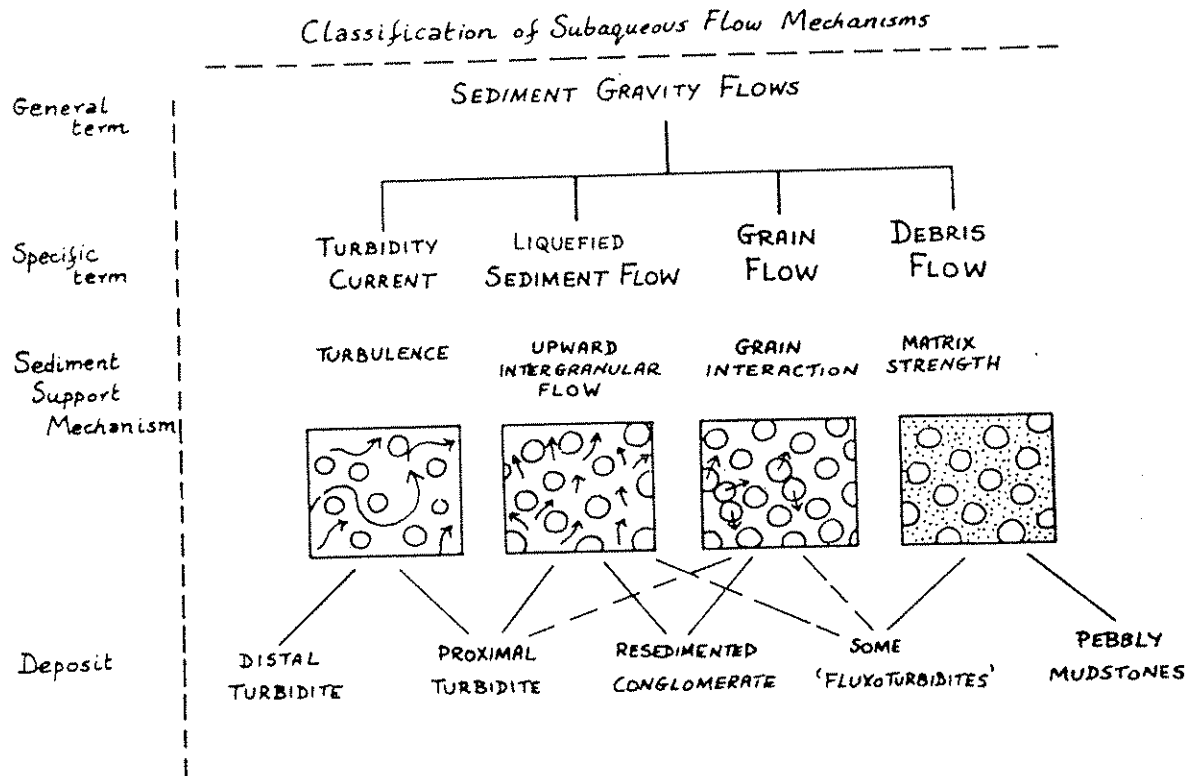 Classification of Subaqueous Flow Mechanisms
General
term
SEDIMENT GRAVITY FLOWS
Specific
term
TURBIDITY
CURRENT
LIQUEFIED
SEDIMENT FLOW
GRAIN
FLOW
DEBRIS
FLOW
Sediment
Support
Mechanism
TURBULENCE
UPWARD
INTERGRANULAR
FLOW
GRAIN
INTERACTION
MATRIX
STRENGTH
Deposit
DISTAL
TURBIDITE
PROXIMAL
TURBIDITE
RESEDIMENTED
CONGLOMERATE
SOME
'FLUXOTURBIDITES'
PEBBLY
MUDSTONES